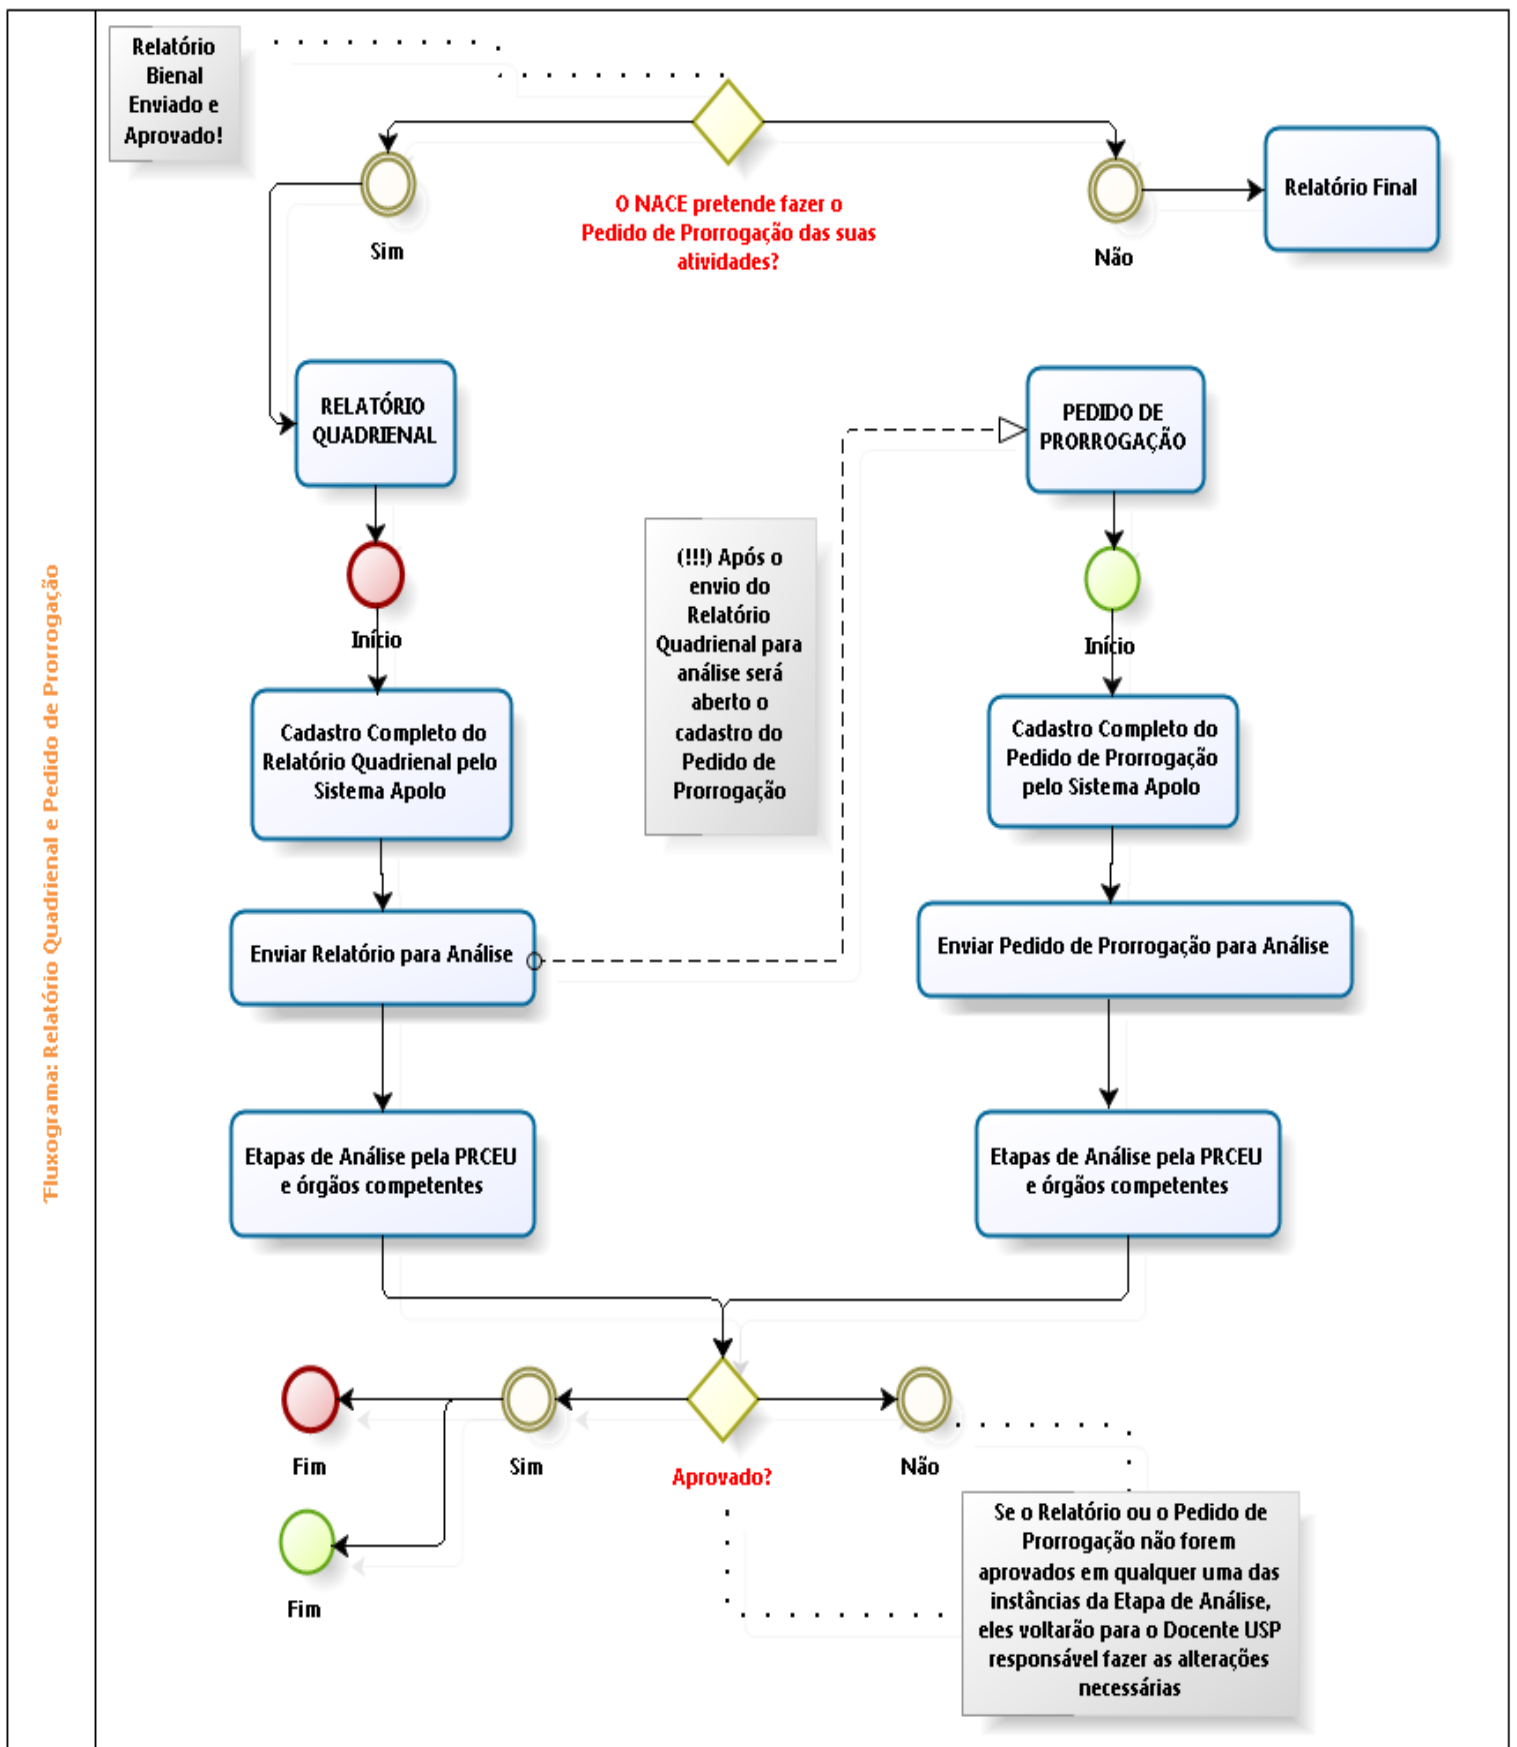 Fluxograma: Relatório Quadrienal e Pedido de Prorrogação
Relatório
Bienal
Enviado e
Aprovado!
O NACE pretende fazer o
Pedido de Prorrogação das suas
atividades?
Sim
Não
Relatório Final
RELATÓRIO
QUADRIENAL
PEDIDO DE
PRORROGAÇÃO
Início
Início
(!!!) Após o
envio do
Relatório
Quadrienal para
análise será
aberto o
cadastro do
Pedido de
Prorrogação
Cadastro Completo do
Relatório Quadrienal pelo
Sistema Apolo
Cadastro Completo do
Pedido de Prorrogação
pelo Sistema Apolo
Enviar Relatório para Análise
Enviar Pedido de Prorrogação para Análise
Etapas de Análise pela PRCEU
e órgãos competentes
Etapas de Análise pela PRCEU
e órgãos competentes
Fim
Sim
Aprovado?
Não
Fim
Se o Relatório ou o Pedido de
Prorrogação não forem
aprovados em qualquer uma das
instâncias da Etapa de Análise,
eles voltarão para o Docente USP
responsável fazer as alterações
necessárias